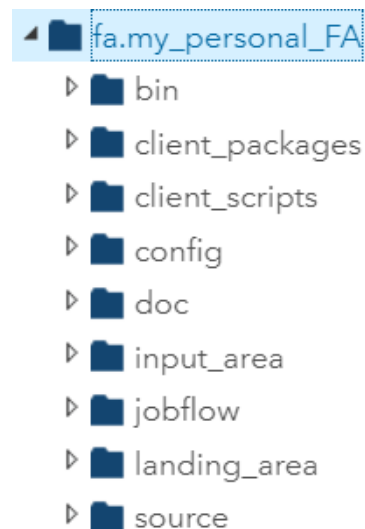 fa.my_personal_FA
bin
client_packages
client_scripts
config
doc
input_area
jobflow
landing_area
source